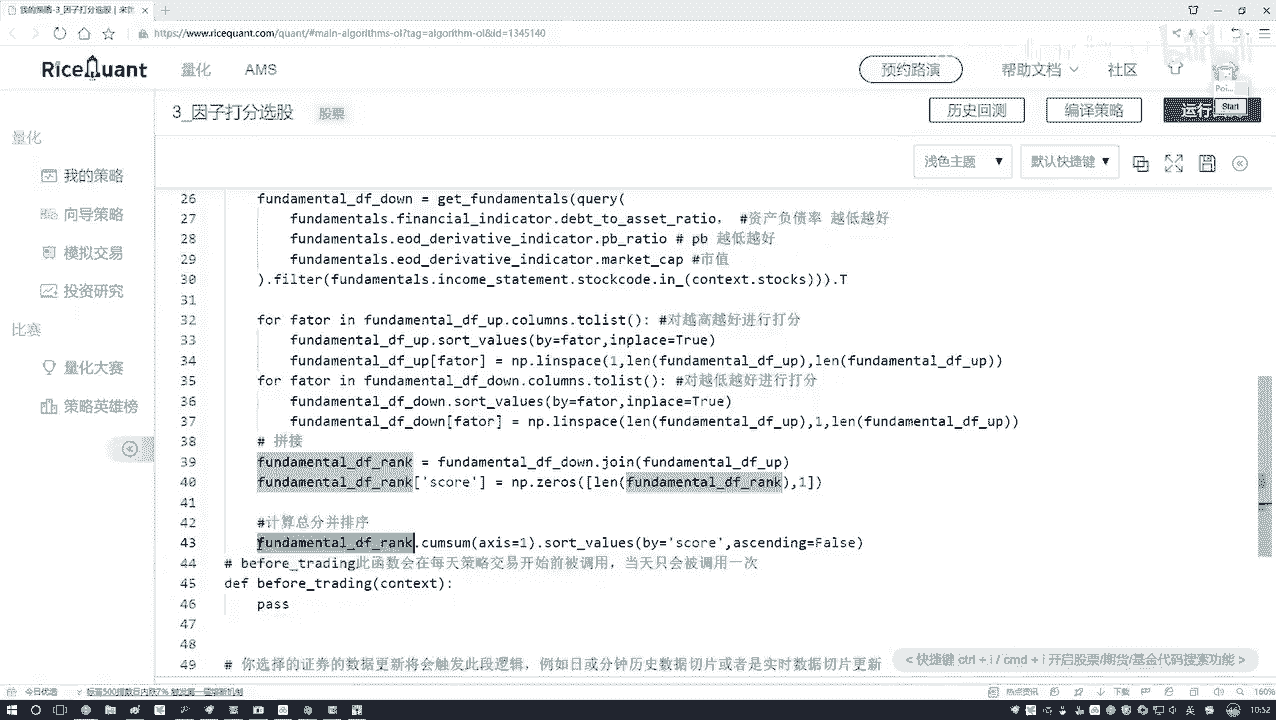 https://www.ricequant.com/quant/#main-algorithms-ol?tag=algorithm-ol&id=1345140
RiceQuant 量化 AMS 预约路演 帮助文档 社区
3_因子打分选股 股票 历史回测 编译策略 运行
Start
浅色主题 默认快捷键
量化
我的策略
向导策略
模拟交易
投资研究
比赛
量化大赛
策略英雄榜
26 fundamental_df_down = get_fundamentals(query(
27 fundamentals.financial_indicator.debt_to_asset_ratio, #资产负债率 越低越好
28 fundamentals.eod_derivative_indicator.pb_ratio # pb 越低越好
29 fundamentals.eod_derivative_indicator.market_cap #市值
30 ).filter(fundamentals.income_statement.stockcode.in_(context.stocks))).T
31
32 for fator in fundamental_df_up.columns.tolist(): #对越高越好进行打分
33 fundamental_df_up.sort_values(by=fator,inplace=True)
34 fundamental_df_up[fator] = np.linspace(1,len(fundamental_df_up),len(fundamental_df_up))
35 for fator in fundamental_df_down.columns.tolist(): #对越低越好进行打分
36 fundamental_df_down.sort_values(by=fator,inplace=True)
37 fundamental_df_down[fator] = np.linspace(len(fundamental_df_up),1,len(fundamental_df_up))
38 # 拼接
39 fundamental_df_rank = fundamental_df_down.join(fundamental_df_up)
40 fundamental_df_rank['score'] = np.zeros([len(fundamental_df_rank),1])
41
42 #计算总分并排序
43 fundamental_df_rank.cumsum(axis=1).sort_values(by='score',ascending=False)
44 # before_trading此函数会在每天策略交易开始前被调用，当天只会被调用一次
45 def before_trading(context):
46 pass
47
48
49 # 你选择的证券的数据更新将会触发此段逻辑，例如日或分钟历史数据切片或者是实时数据切片更新
< 快捷键 ctrl + i / cmd + i 开启股票/期货/基金代码搜索功能 >
今日优选 热点资讯 下载 160%
英 10:52